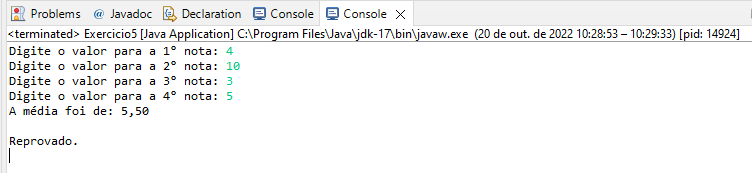 Problems Javadoc Declaration Console Console
<terminated> Exercicio5 [Java Application] C:\Program Files\Java\jdk-17\bin\javaw.exe (20 de out. de 2022 10:28:53 – 10:29:33) [pid: 14924]
Digite o valor para a 1° nota: 4
Digite o valor para a 2° nota: 10
Digite o valor para a 3° nota: 3
Digite o valor para a 4° nota: 5
A média foi de: 5,50
Reprovado.